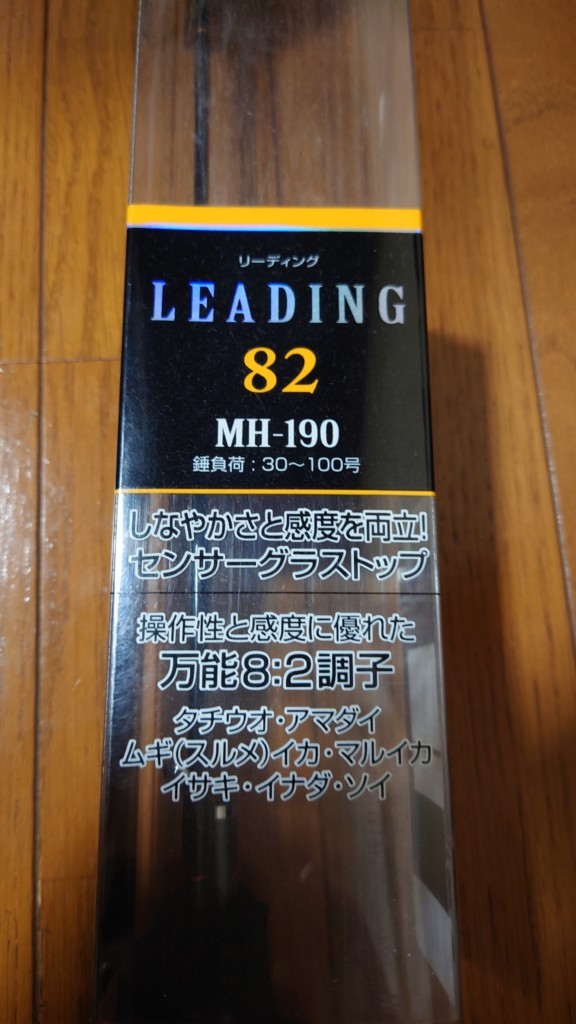 リーディング
LEADING
82
MH-190
錘負荷：30〜100号
しなやかさと感度を両立!
センサーグラストップ
操作性と感度に優れた
万能8:2調子
タチウオ・アマダイ
ムギ(スルメ)イカ・マルイカ
イサキ・イナダ・ソイ